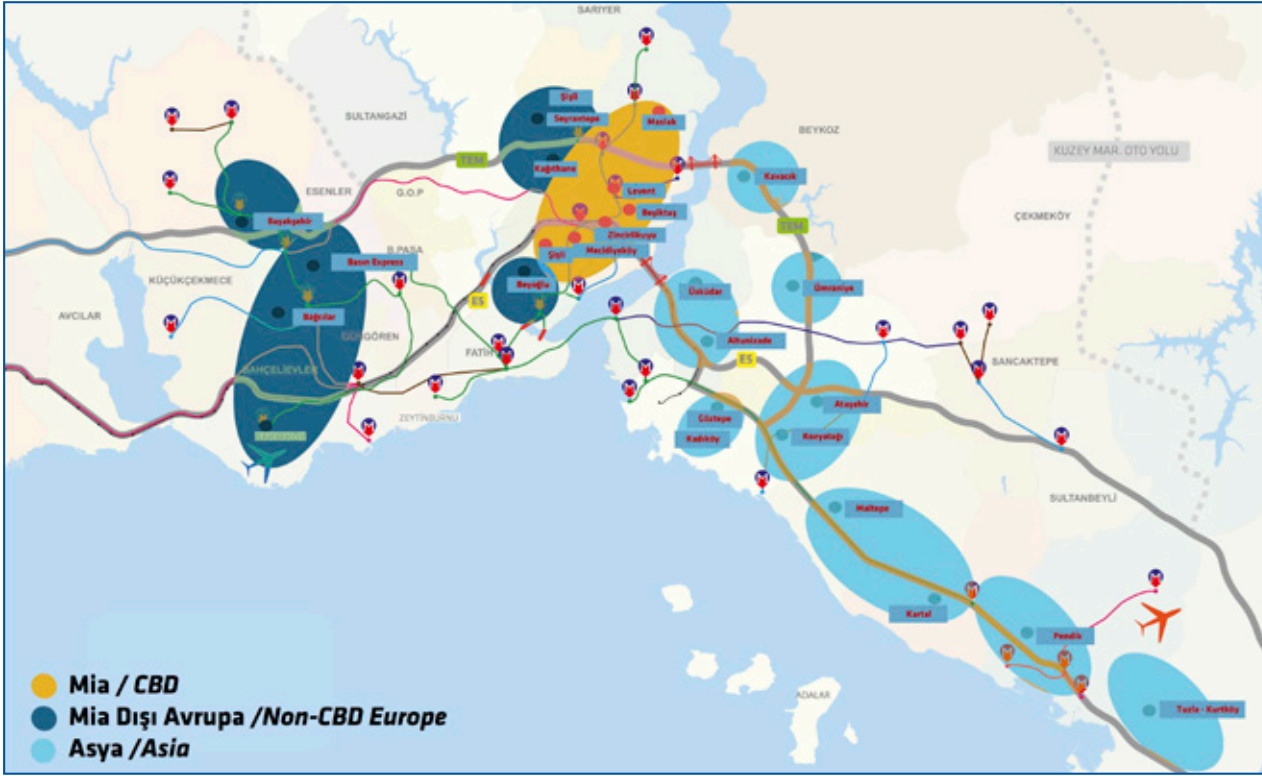 SARIYER
Şişli
Seyrantepe
Maslak
SULTANGAZİ
BEYKOZ
TEM
KUZEY MAR. OTO YOLU
Kağıthane
Kavacık
ESENLER
G.O.P
Levent
Beşiktaş
ÇEKMEKÖY
Başakşehir
Zincirlikuyu
TEM
B.PAŞA
Şişli
Mecidiyeköy
Basın Express
KÜÇÜKÇEKMECE
Beyoğlu
Üsküdar
Ümraniye
ES
AVCILAR
Bağcılar
GÜNGÖREN
Altunizade
FATİH
ES
SANCAKTEPE
BAHÇELİEVLER
Ataşehir
ZEYTİNBURNU
Göztepe
Kadıköy
Kozyatağı
SULTANBEYLİ
Maltepe
Kartal
Pendik
ADALAR
Tuzla - Kurtköy
Mia / CBD
Mia Dışı Avrupa /Non-CBD Europe
Asya /Asia